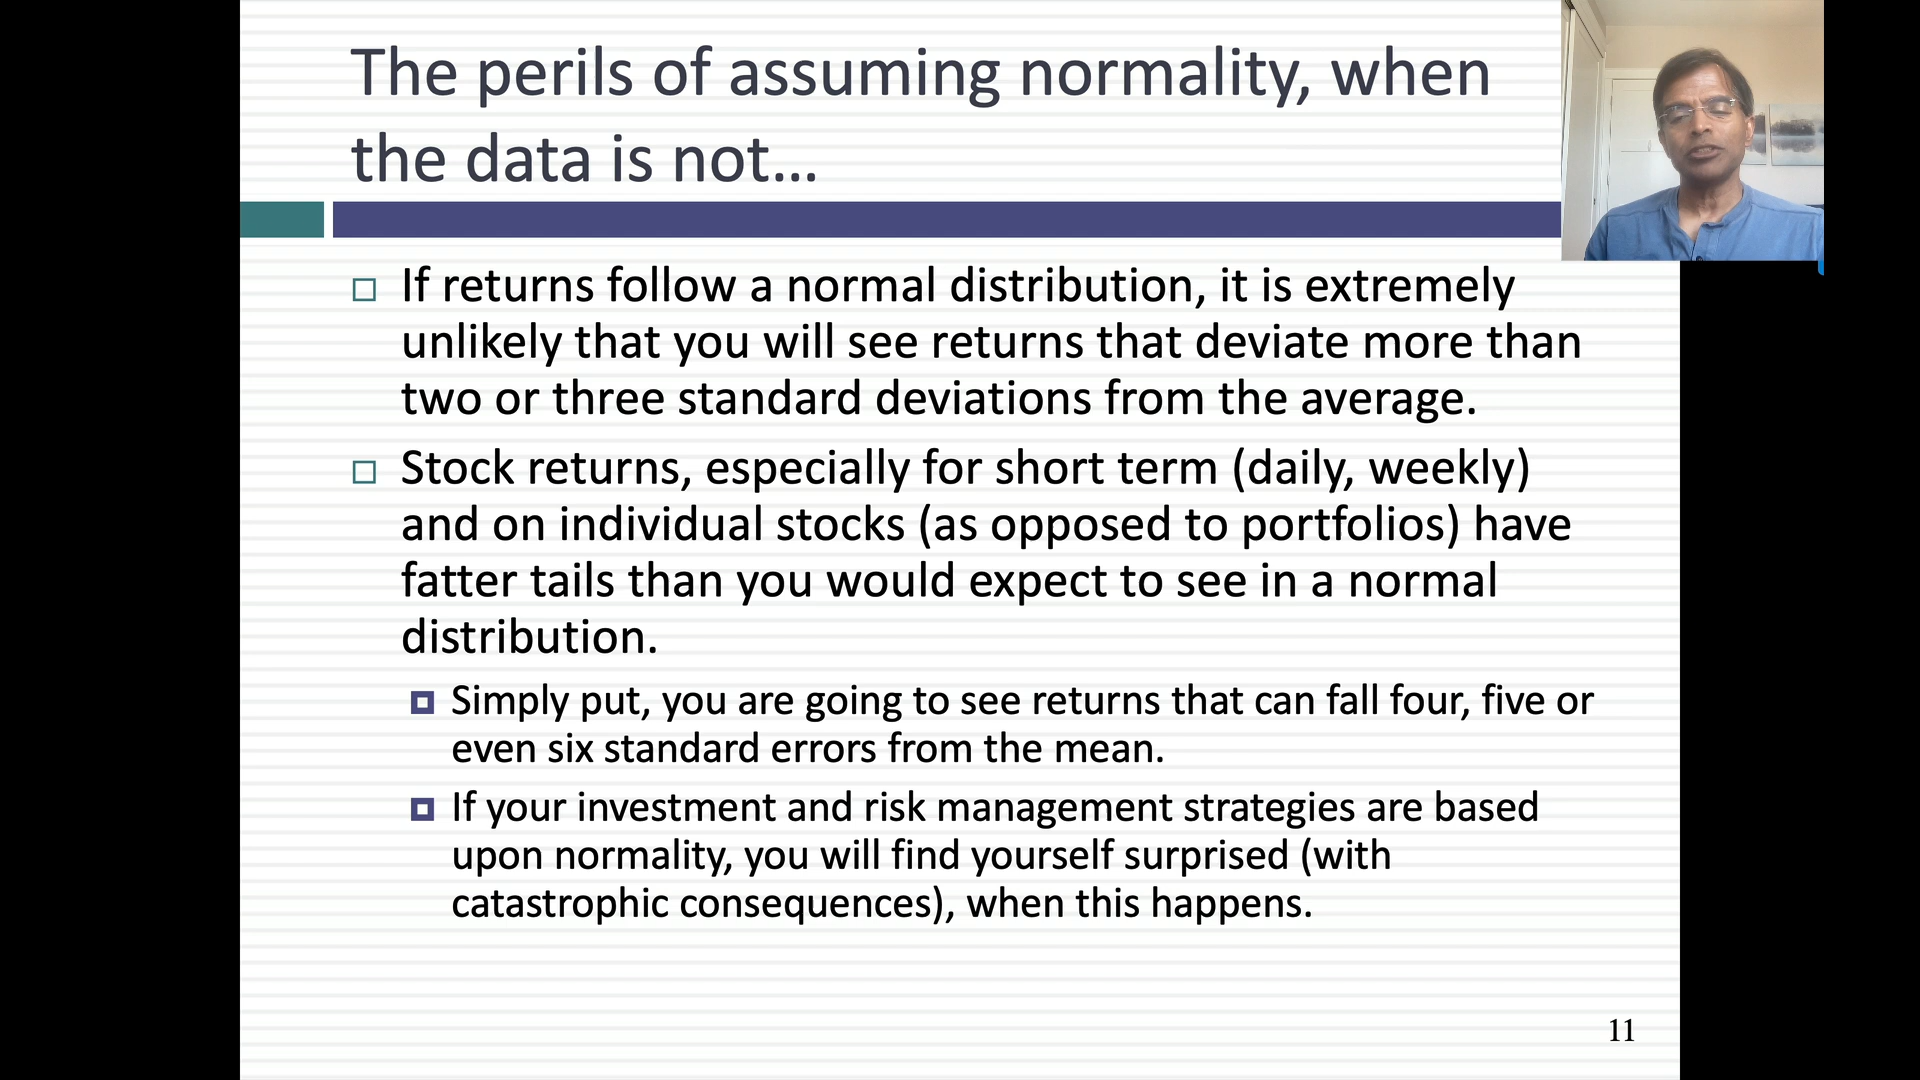 The perils of assuming normality, when
the data is not…
If returns follow a normal distribution, it is extremely
unlikely that you will see returns that deviate more than
two or three standard deviations from the average.
Stock returns, especially for short term (daily, weekly)
and on individual stocks (as opposed to portfolios) have
fatter tails than you would expect to see in a normal
distribution.
Simply put, you are going to see returns that can fall four, five or
even six standard errors from the mean.
If your investment and risk management strategies are based
upon normality, you will find yourself surprised (with
catastrophic consequences), when this happens.
11